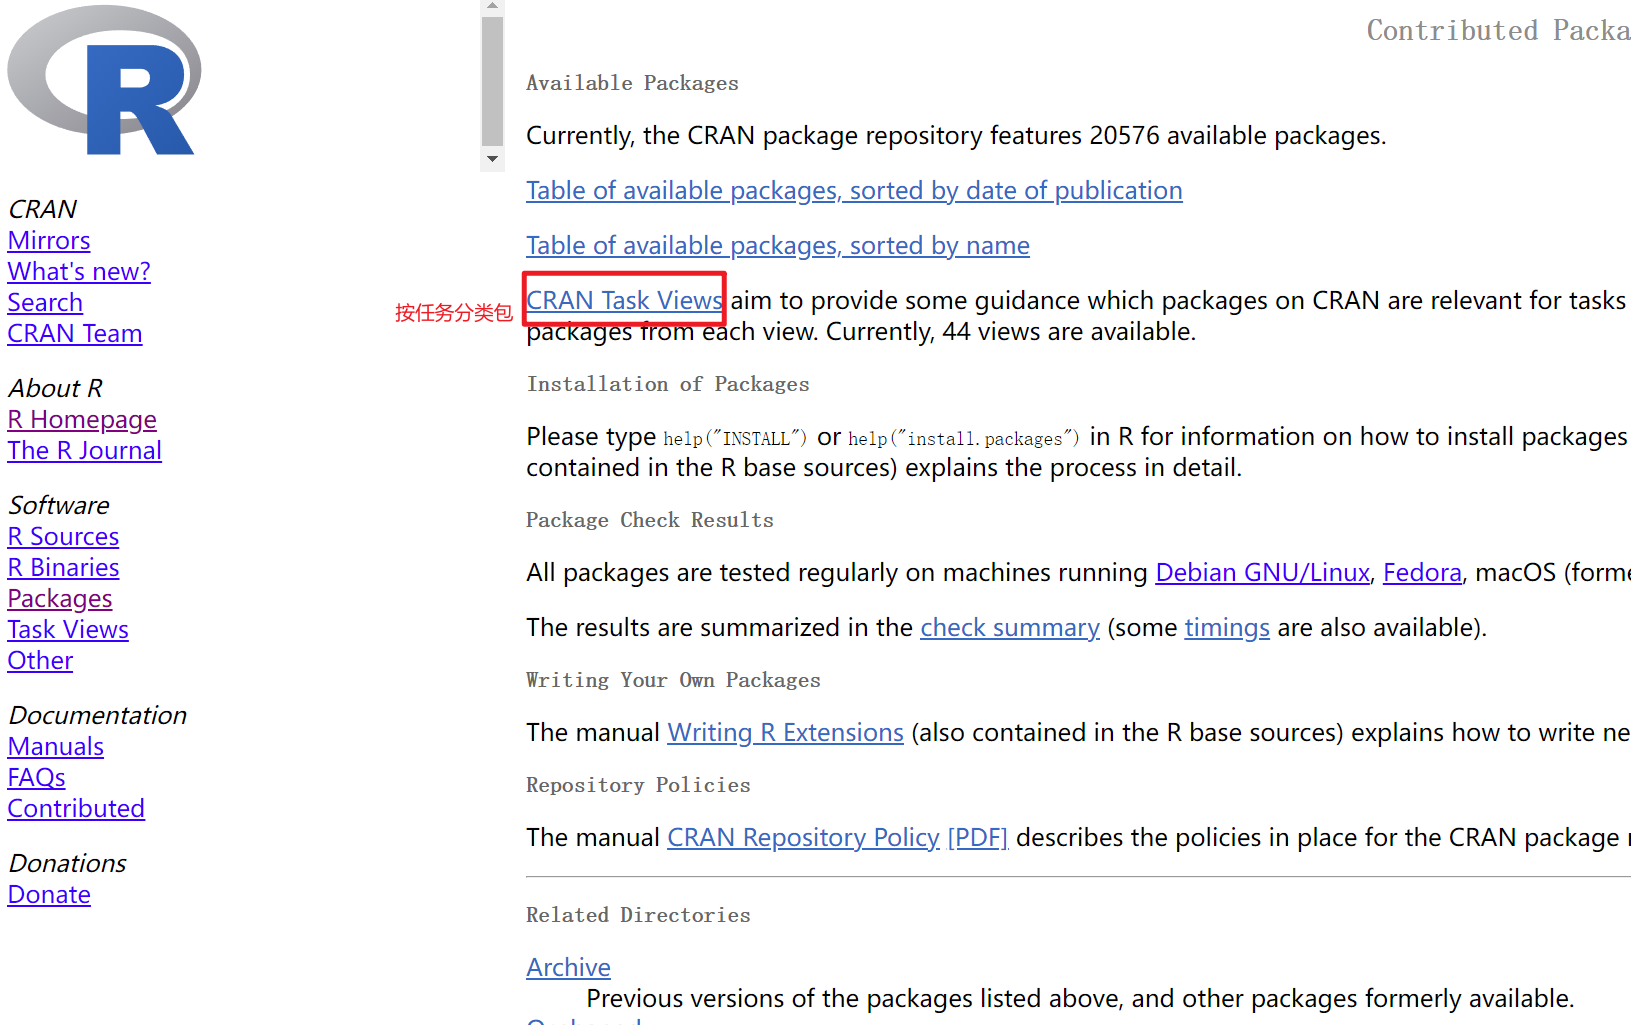 R
CRAN
Mirrors
What's new?
Search
CRAN Team
About R
R Homepage
The R Journal
Software
R Sources
R Binaries
Packages
Task Views
Other
Documentation
Manuals
FAQs
Contributed
Donations
Donate
按任务分类包
Contributed Packa
Available Packages
Currently, the CRAN package repository features 20576 available packages.
Table of available packages, sorted by date of publication
Table of available packages, sorted by name
CRAN Task Views aim to provide some guidance which packages on CRAN are relevant for tasks
packages from each view. Currently, 44 views are available.
Installation of Packages
Please type help("INSTALL") or help("install.packages") in R for information on how to install packages
contained in the R base sources) explains the process in detail.
Package Check Results
All packages are tested regularly on machines running Debian GNU/Linux, Fedora, macOS (forme
The results are summarized in the check summary (some timings are also available).
Writing Your Own Packages
The manual Writing R Extensions (also contained in the R base sources) explains how to write ne
Repository Policies
The manual CRAN Repository Policy [PDF] describes the policies in place for the CRAN package
Related Directories
Archive
Previous versions of the packages listed above, and other packages formerly available.